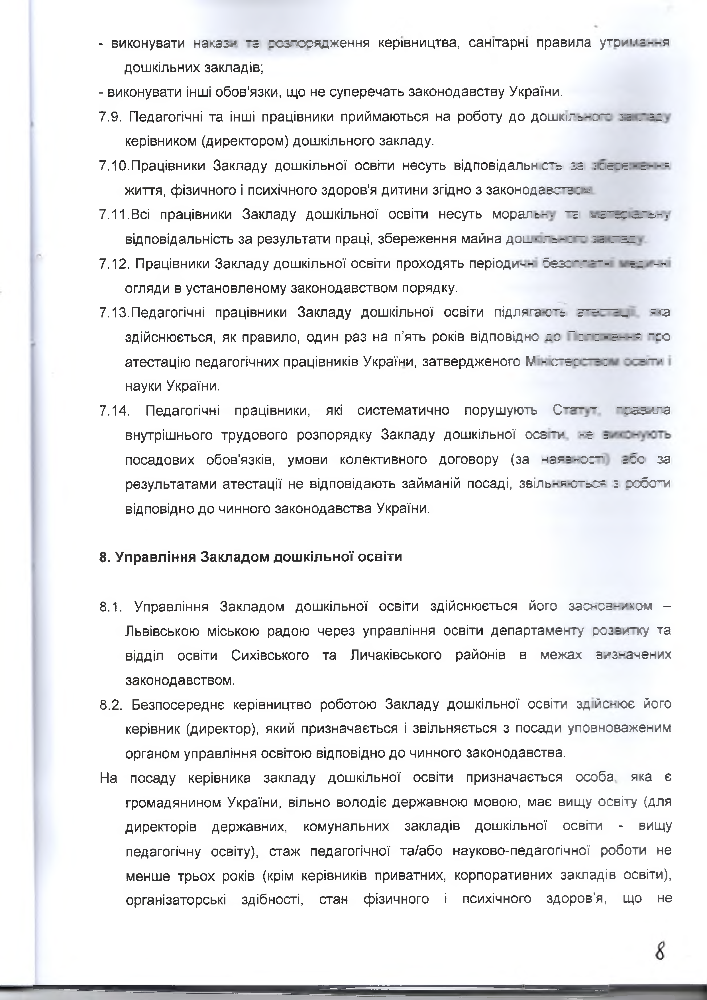 - виконувати накази та розпорядження керівництва, санітарні правила утримання
дошкільних закладів;
- виконувати інші обов'язки, що не суперечать законодавству України.
7.9. Педагогічні та інші працівники приймаються на роботу до дошкільного закладу
керівником (директором) дошкільного закладу.
7.10.Працівники Закладу дошкільної освіти несуть відповідальність за збереження
життя, фізичного і психічного здоров'я дитини згідно з законодавством.
7.11.Всі працівники Закладу дошкільної освіти несуть моральну та матеріальну
відповідальність за результати праці, збереження майна дошкільного закладу.
7.12. Працівники Закладу дошкільної освіти проходять періодичні безоплатні медичні
огляди в установленому законодавством порядку.
7.13.Педагогічні працівники Закладу дошкільної освіти підлягають атестації, яка
здійснюється, як правило, один раз на п’ять років відповідно до Положення про
атестацію педагогічних працівників України, затвердженого Міністерством освіти і
науки України.
7.14. Педагогічні працівники, які систематично порушують Статут, правила
внутрішнього трудового розпорядку Закладу дошкільної освіти, не виконують
посадових обов'язків, умови колективного договору (за наявності) або за
результатами атестації не відповідають займаній посаді, звільняються з роботи
відповідно до чинного законодавства України.
8. Управління Закладом дошкільної освіти
8.1. Управління Закладом дошкільної освіти здійснюється його засновником –
Львівською міською радою через управління освіти департаменту розвитку та
відділ освіти Сихівського та Личаківського районів в межах визначених
законодавством.
8.2. Безпосереднє керівництво роботою Закладу дошкільної освіти здійснює його
керівник (директор), який призначається і звільняється з посади уповноваженим
органом управління освітою відповідно до чинного законодавства.
На посаду керівника закладу дошкільної освіти призначається особа, яка є
громадянином України, вільно володіє державною мовою, має вищу освіту (для
директорів державних, комунальних закладів дошкільної освіти - вищу
педагогічну освіту), стаж педагогічної та/або науково-педагогічної роботи не
менше трьох років (крім керівників приватних, корпоративних закладів освіти),
організаторські здібності, стан фізичного і психічного здоров'я, що не
8